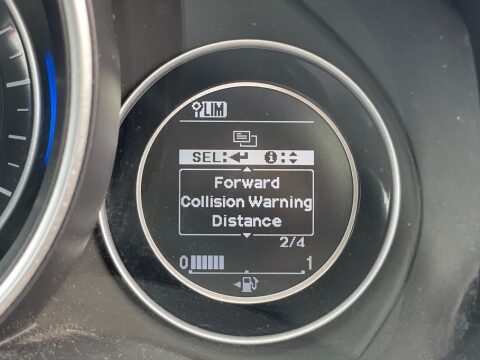 LIM
SEL: :
Forward
Collision Warning
Distance
2/4
0 1